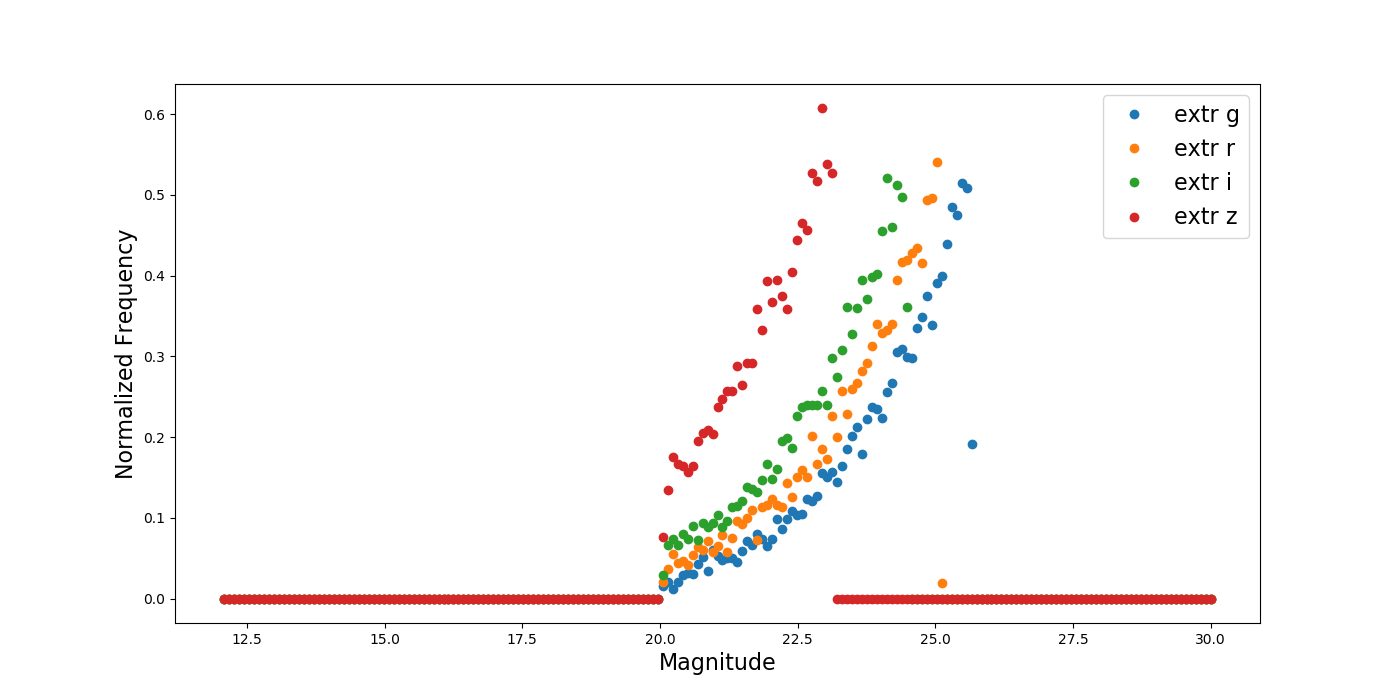 0.6
0.5
0.4
0.3
0.2
0.1
0.0
Normalized Frequency
12.5 15.0 17.5 20.0 22.5 25.0 27.5 30.0
Magnitude
extr g
extr r
extr i
extr z